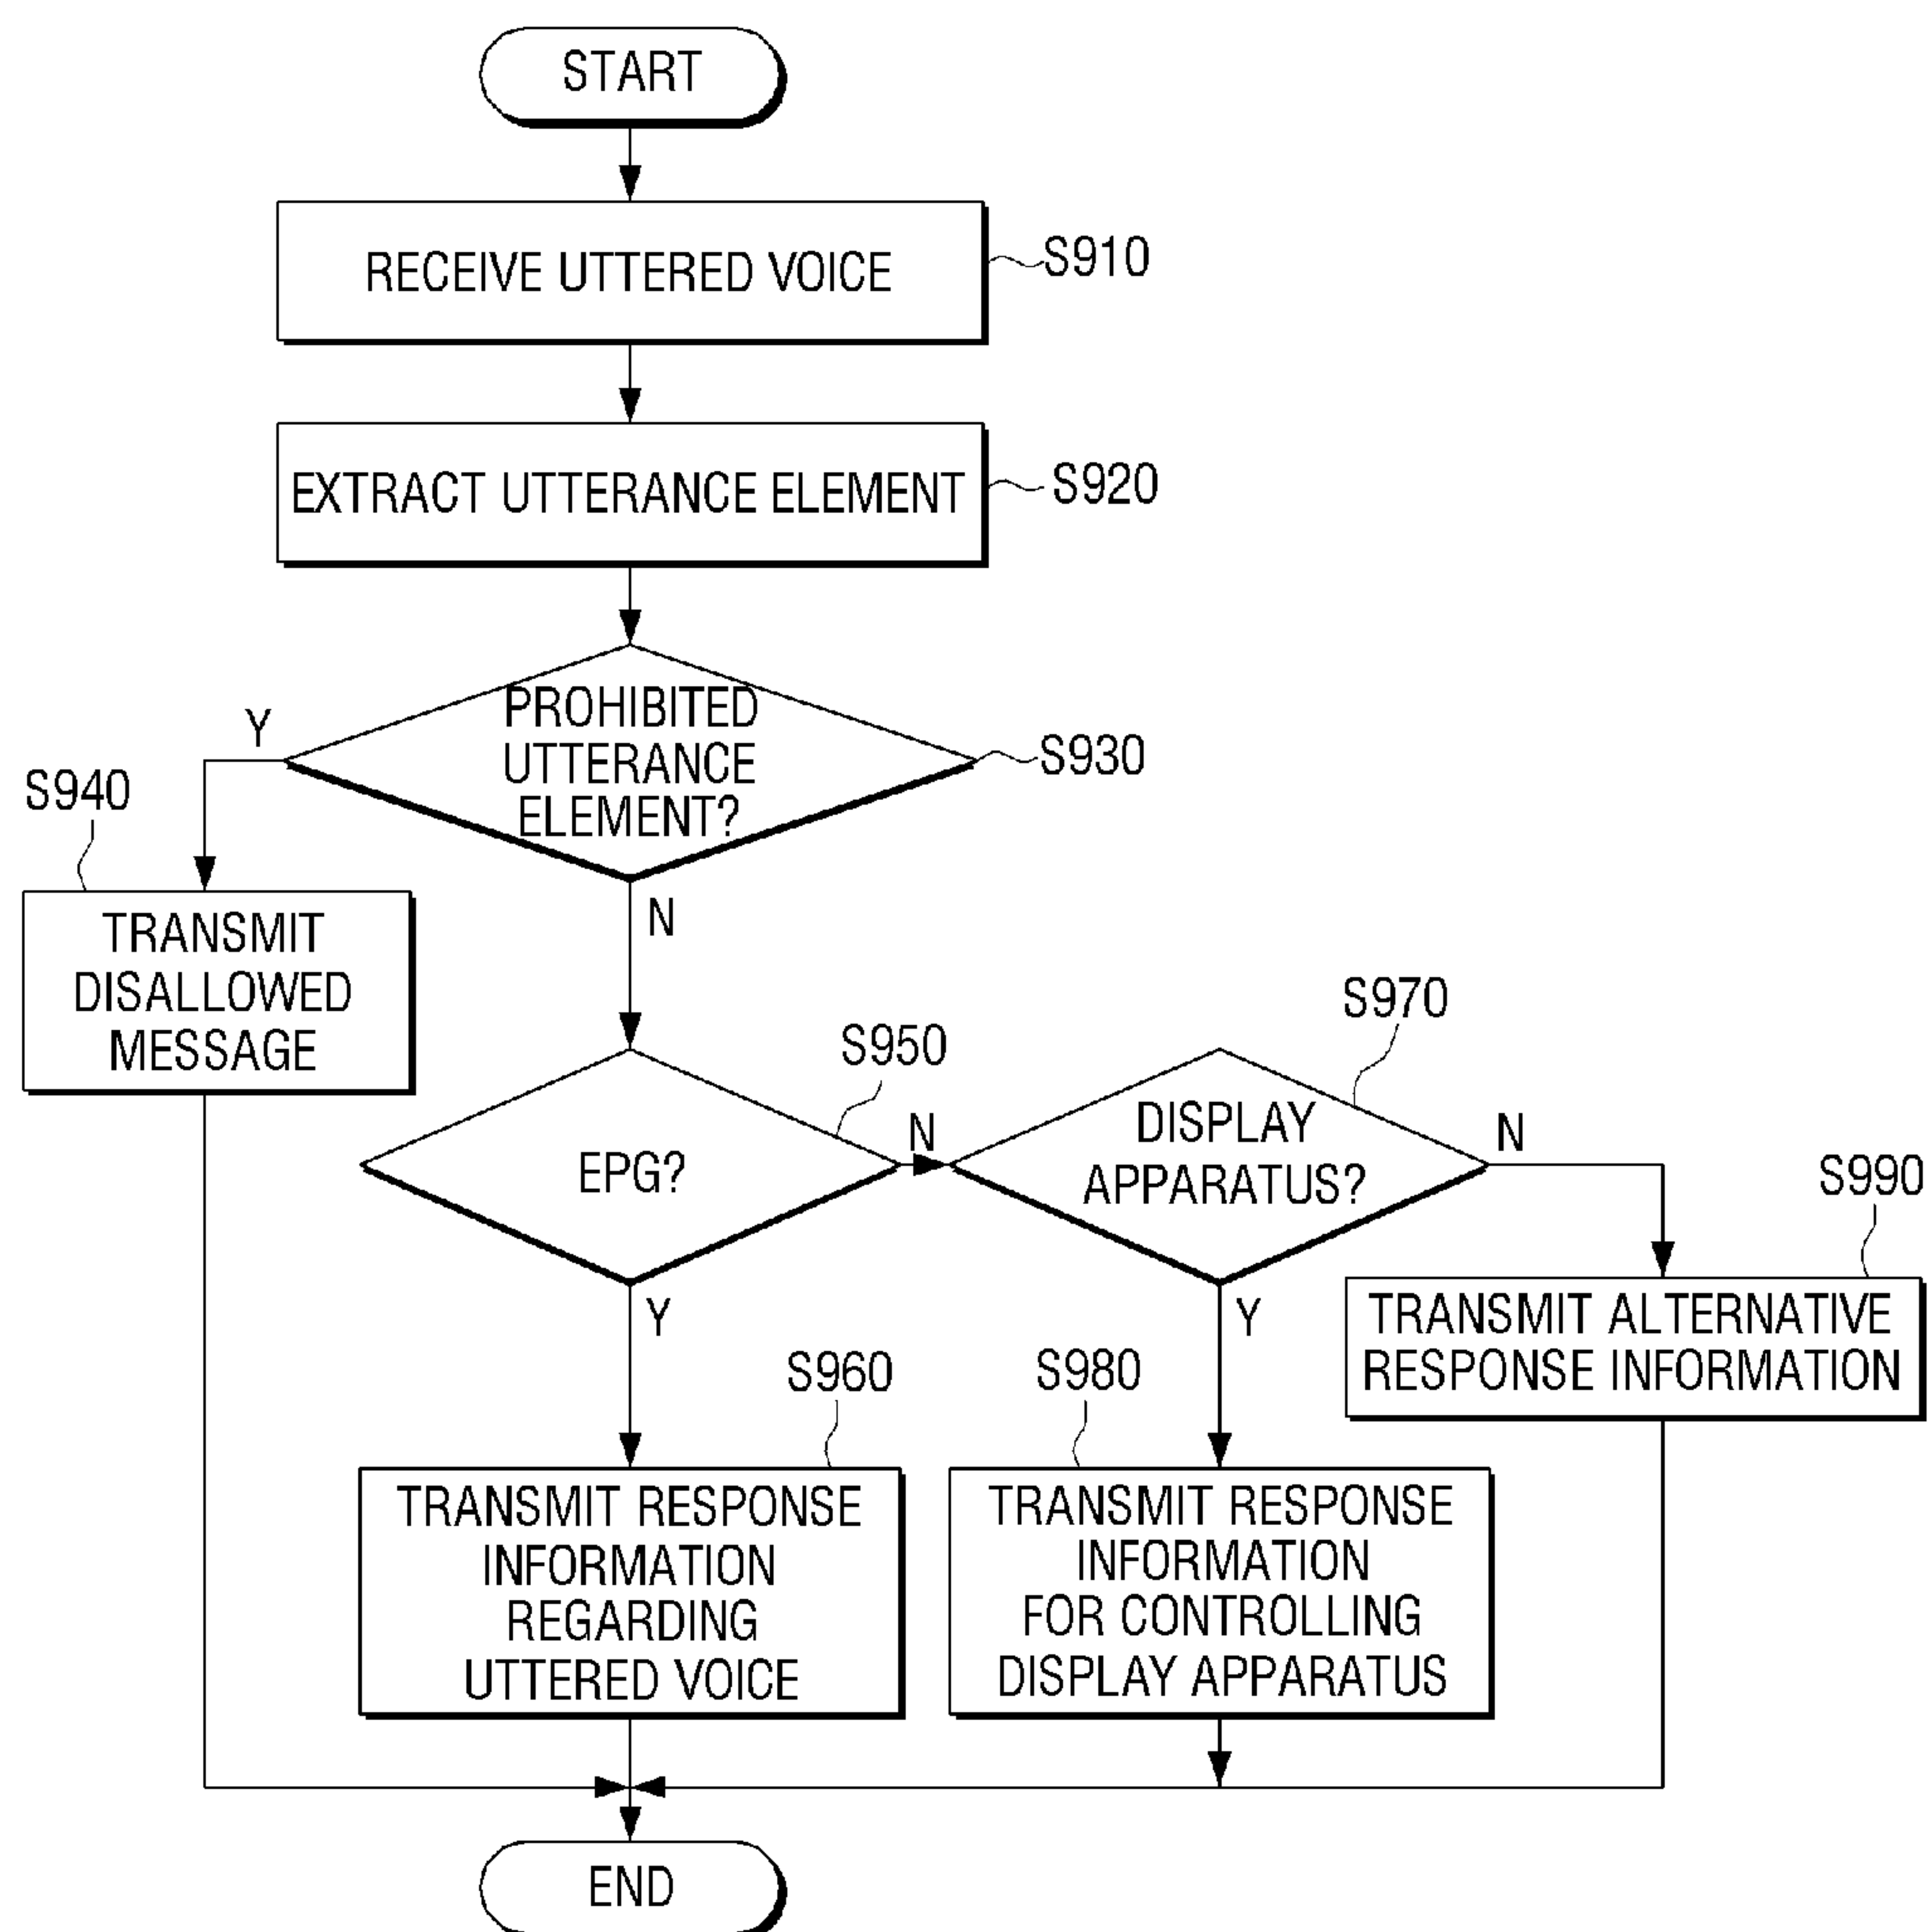 START
RECEIVE UTTERED VOICE
S910
EXTRACT UTTERANCE ELEMENT
S920
PROHIBITED
UTTERANCE
ELEMENT?
S930
Y
N
S940
TRANSMIT
DISALLOWED
MESSAGE
EPG?
S950
N
Y
DISPLAY
APPARATUS?
S970
N
Y
S990
TRANSMIT ALTERNATIVE
RESPONSE INFORMATION
S960
TRANSMIT RESPONSE
INFORMATION
REGARDING
UTTERED VOICE
S980
TRANSMIT RESPONSE
INFORMATION
FOR CONTROLLING
DISPLAY APPARATUS
END